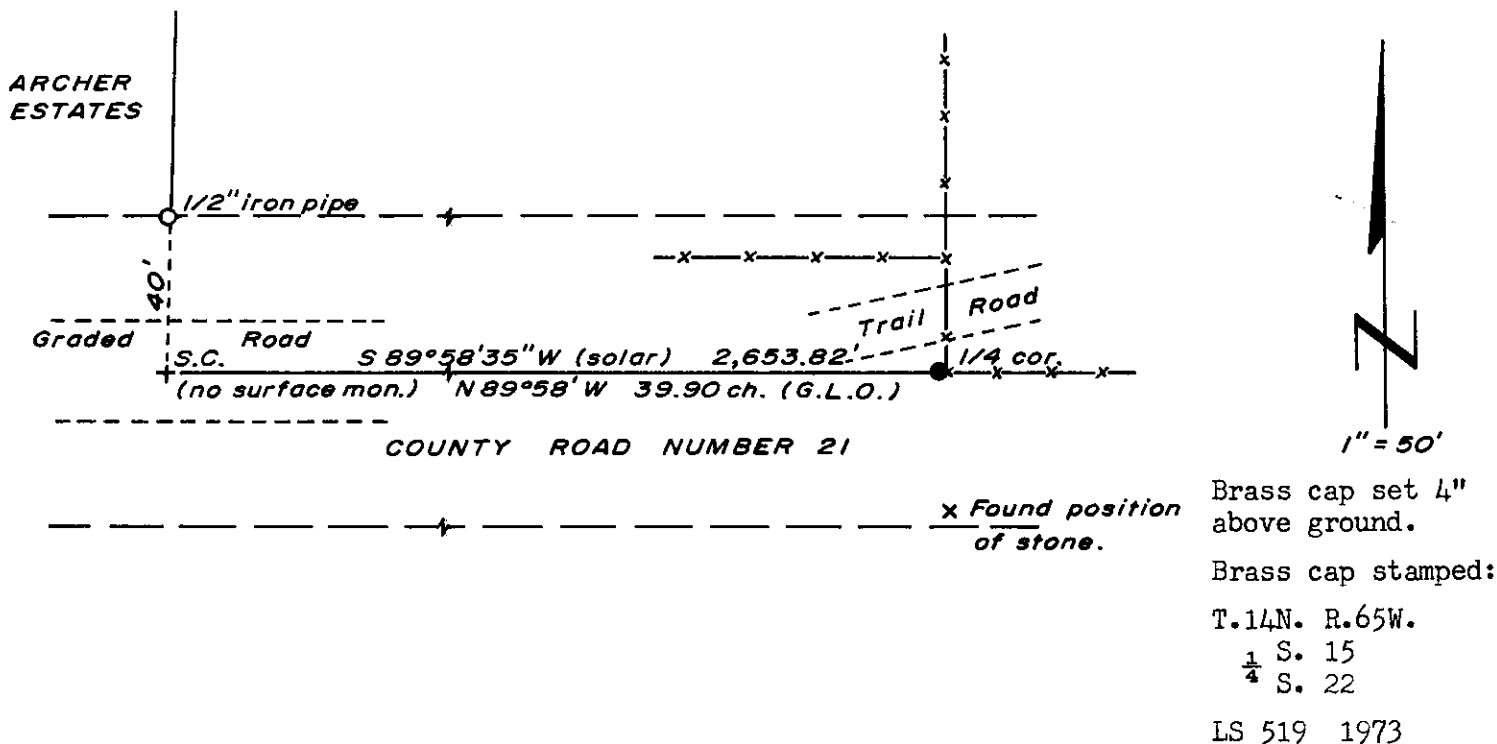 ARCHER
ESTATES
1/2" iron pipe
40'
Graded Road
Trail Road
S.C. S 89°58'35" W (solar) 2,653.82' 1/4 cor.
(no surface mon.) N 89°58' W 39.90 ch. (G.L.O.)
COUNTY ROAD NUMBER 21
x Found position
of stone.
N
1" = 50'
Brass cap set 4"
above ground.
Brass cap stamped:
T.14N. R.65W.
1/4 S. 15
S. 22
LS 519 1973